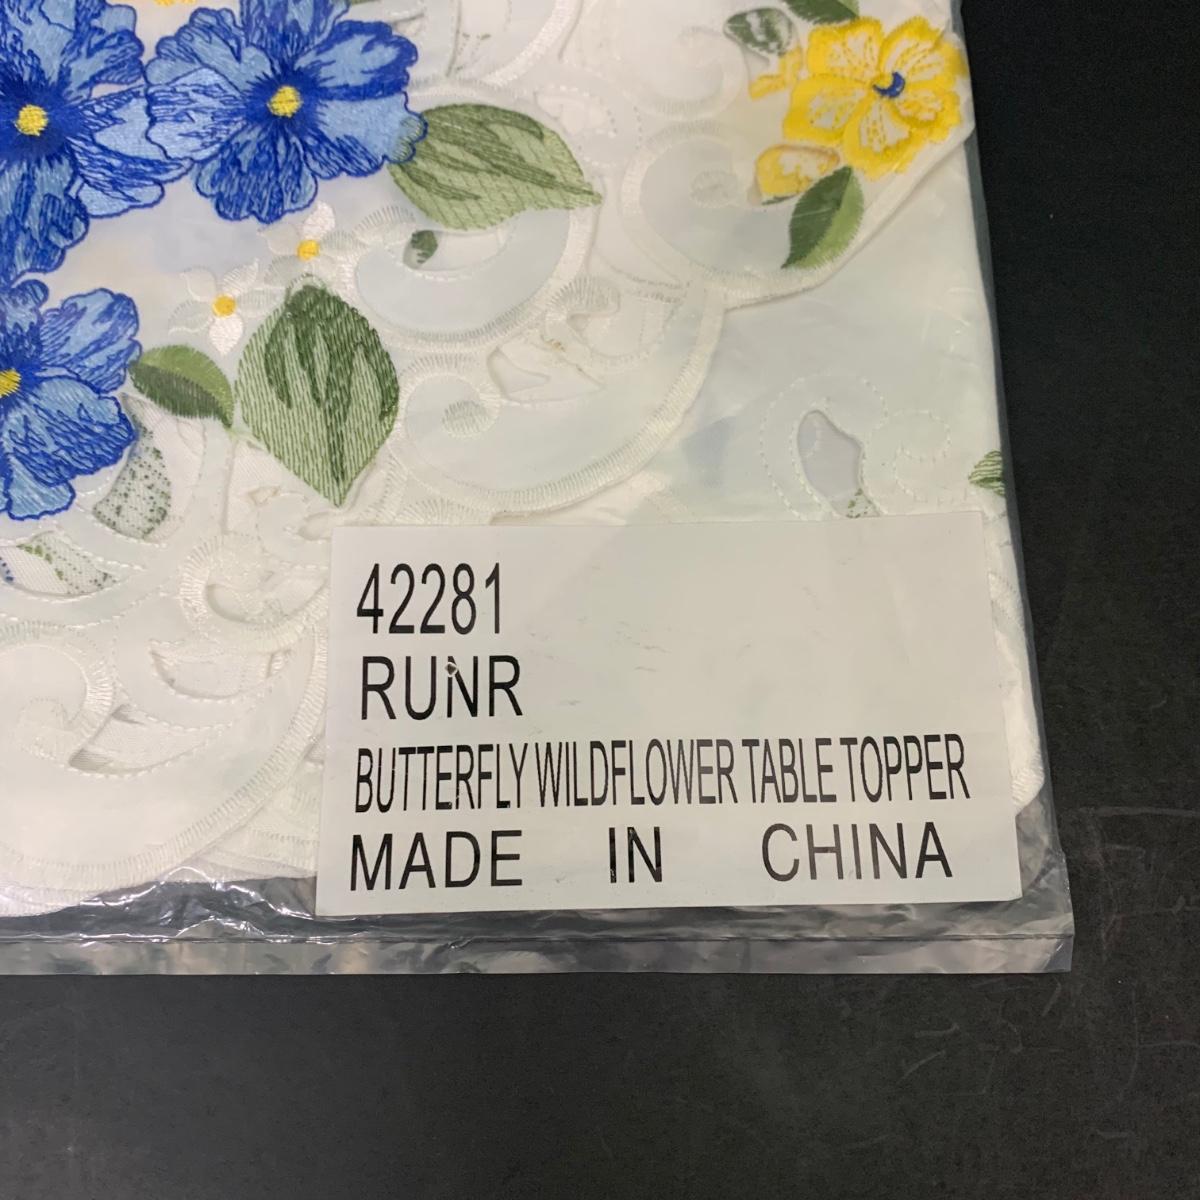 42281
RUNR
BUTTERFLY WILDFLOWER TABLE TOPPER
MADE IN CHINA